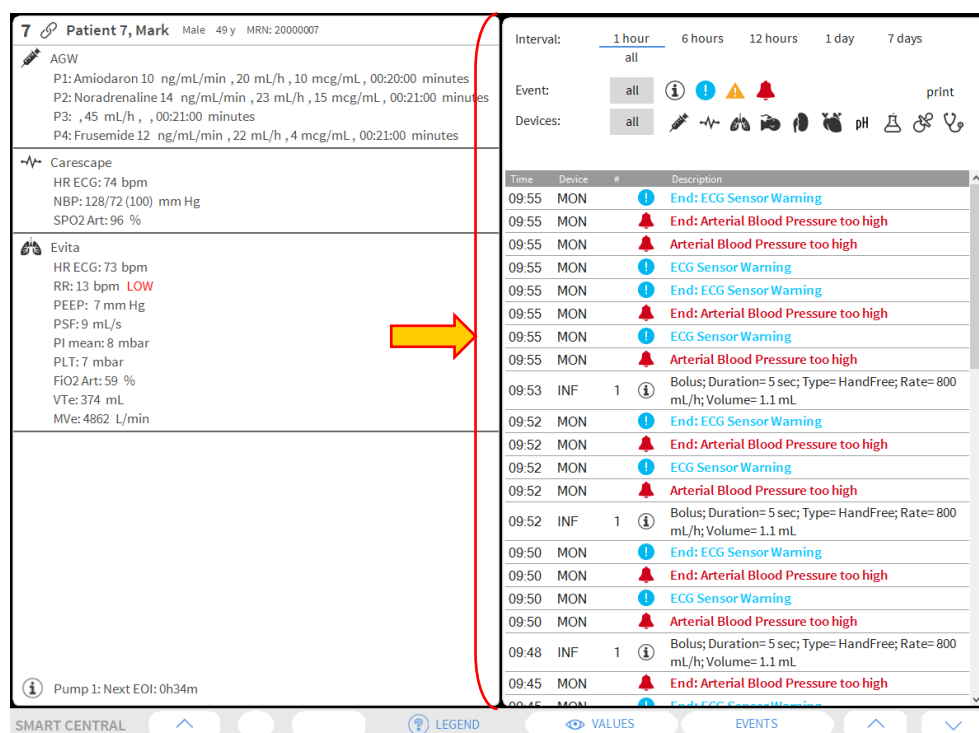 7 Patient 7, Mark Male 49 y MRN: 20000007
AGW
P1: Amiodaron 10 ng/mL/min , 20 mL/h , 10 mcg/mL , 00:20:00 minutes
P2: Noradrenaline 14 ng/mL/min , 23 mL/h , 15 mcg/mL , 00:21:00 minutes
P3: , 45 mL/h , , 00:21:00 minutes
P4: Frusemide 12 ng/mL/min , 22 mL/h , 4 mcg/mL , 00:21:00 minutes
Carescape
HR ECG: 74 bpm
NBP: 128/72 (100) mm Hg
SPO2 Art: 96 %
Evita
HR ECG: 73 bpm
RR: 13 bpm LOW
PEEP: 7 mm Hg
PSF: 9 mL/s
PI mean: 8 mbar
PLT: 7 mbar
FiO2 Art: 59 %
VTe: 374 mL
MVe: 4862 L/min
Pump 1: Next EOI: 0h34m
Interval: 1 hour 6 hours 12 hours 1 day 7 days
all
Event: all print
Devices: all pH
Time Device # Description
09:55 MON End: ECG Sensor Warning
09:55 MON End: Arterial Blood Pressure too high
09:55 MON Arterial Blood Pressure too high
09:55 MON ECG Sensor Warning
09:55 MON End: ECG Sensor Warning
09:55 MON End: Arterial Blood Pressure too high
09:55 MON ECG Sensor Warning
09:55 MON Arterial Blood Pressure too high
09:53 INF 1 Bolus; Duration= 5 sec; Type= HandFree; Rate= 800
mL/h; Volume= 1.1 mL
09:52 MON End: ECG Sensor Warning
09:52 MON End: Arterial Blood Pressure too high
09:52 MON ECG Sensor Warning
09:52 MON Arterial Blood Pressure too high
09:52 INF 1 Bolus; Duration= 5 sec; Type= HandFree; Rate= 800
mL/h; Volume= 1.1 mL
09:50 MON End: ECG Sensor Warning
09:50 MON End: Arterial Blood Pressure too high
09:50 MON ECG Sensor Warning
09:50 MON Arterial Blood Pressure too high
09:48 INF 1 Bolus; Duration= 5 sec; Type= HandFree; Rate= 800
mL/h; Volume= 1.1 mL
09:45 MON End: Arterial Blood Pressure too high
09:45 MON End: ECG Sensor Warning
SMART CENTRAL LEGEND VALUES EVENTS